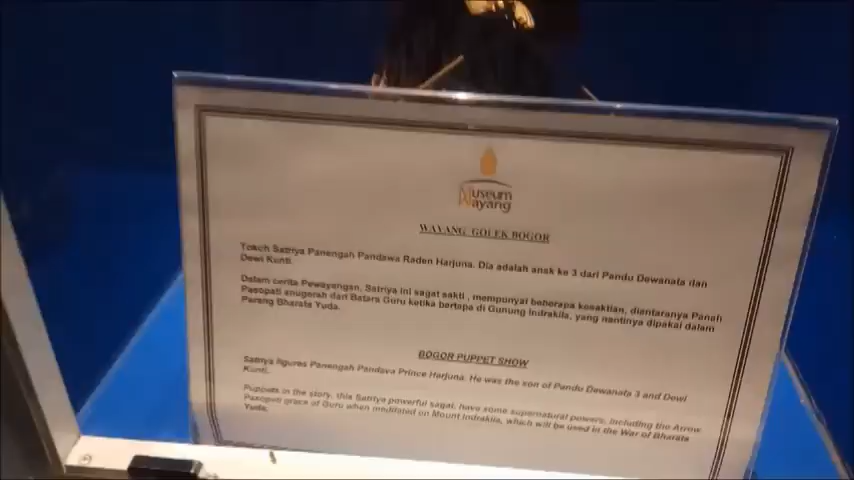 Museum
Wayang
WAYANG GOLEK BOGOR
Tokoh Satriya Panengah Pandawa Raden Harjuna. Dia adalah anak ke 3 dari Pandu Dewanata dan
Dewi Kunti.
Dalam cerita Pewayangan, Satriya ini sagat sakti , mempunyai beberapa kesaktian, diantaranya Panah
Pasopati anugerah dari Batara Guru ketika bertapa di Gunung Indrakila, yang nantinya dipakai dalam
Perang Bharata Yuda.
BOGOR PUPPET SHOW
Satriya figures Panengah Pandava Prince Harjuna. He was the son of Pandu Dewanata 3 and Dewi
Kunti.
Puppets in the story, this Satriya powerful sagat, have some supernatural powers, including the Arrow
Pasopati grace of Guru when meditated on Mount Indrakila, which will be used in the War of Bharata
Yuda.